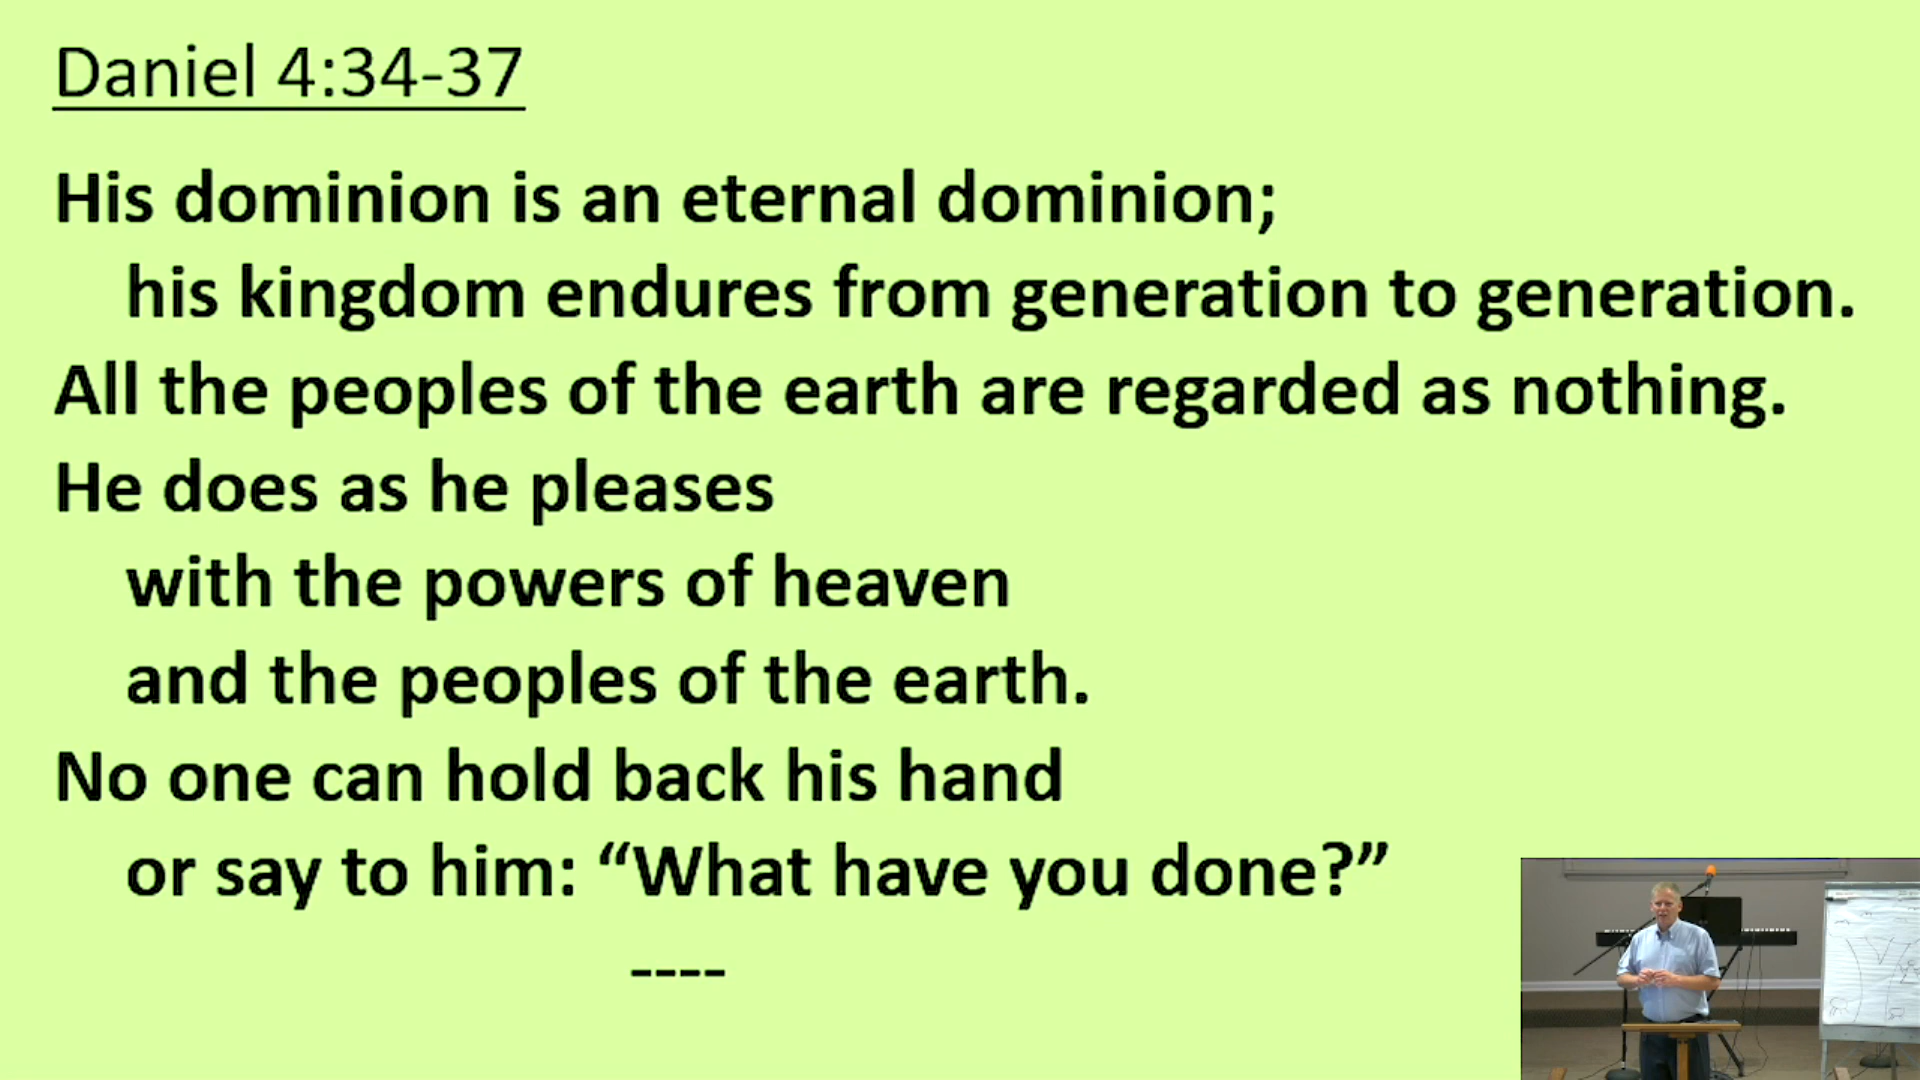 Daniel 4:34-37
His dominion is an eternal dominion;
his kingdom endures from generation to generation.
All the peoples of the earth are regarded as nothing.
He does as he pleases
with the powers of heaven
and the peoples of the earth.
No one can hold back his hand
or say to him: “What have you done?”
----